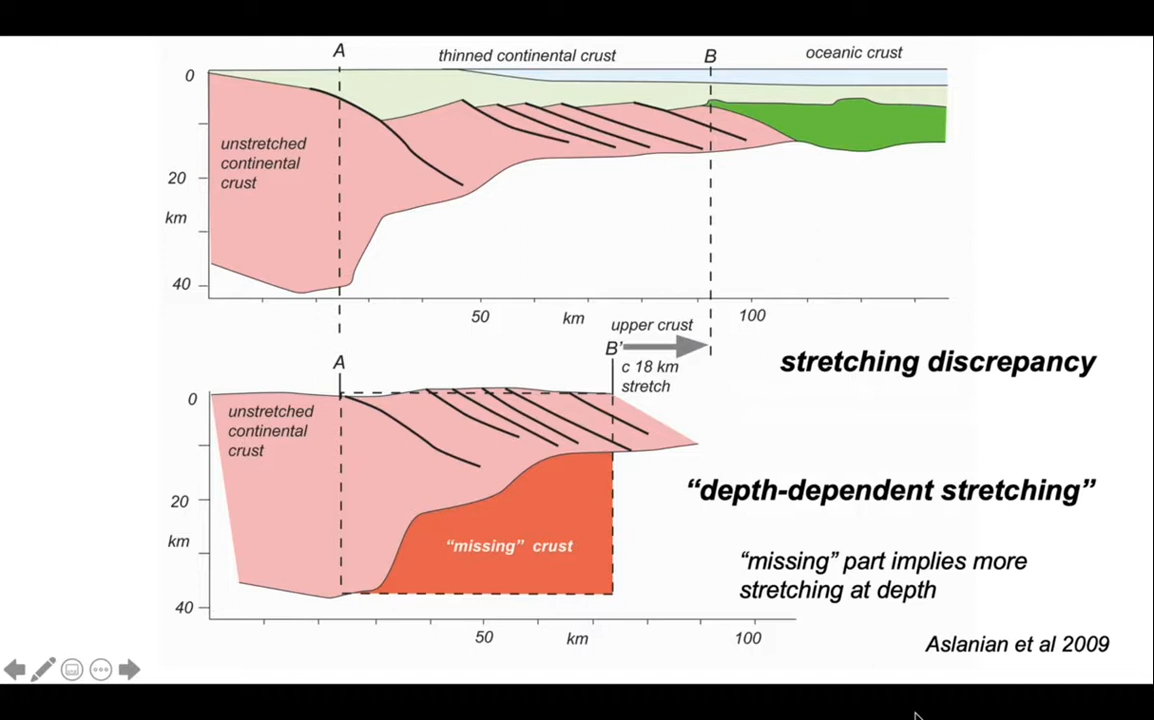 A
thinned continental crust
B
oceanic crust
0
unstretched
continental
crust
20
km
40
50
km
100
upper crust
B'
c 18 km
stretch
stretching discrepancy
A
0
unstretched
continental
crust
20
km
"missing" crust
40
50
km
100
“depth-dependent stretching”
“missing” part implies more
stretching at depth
Aslanian et al 2009